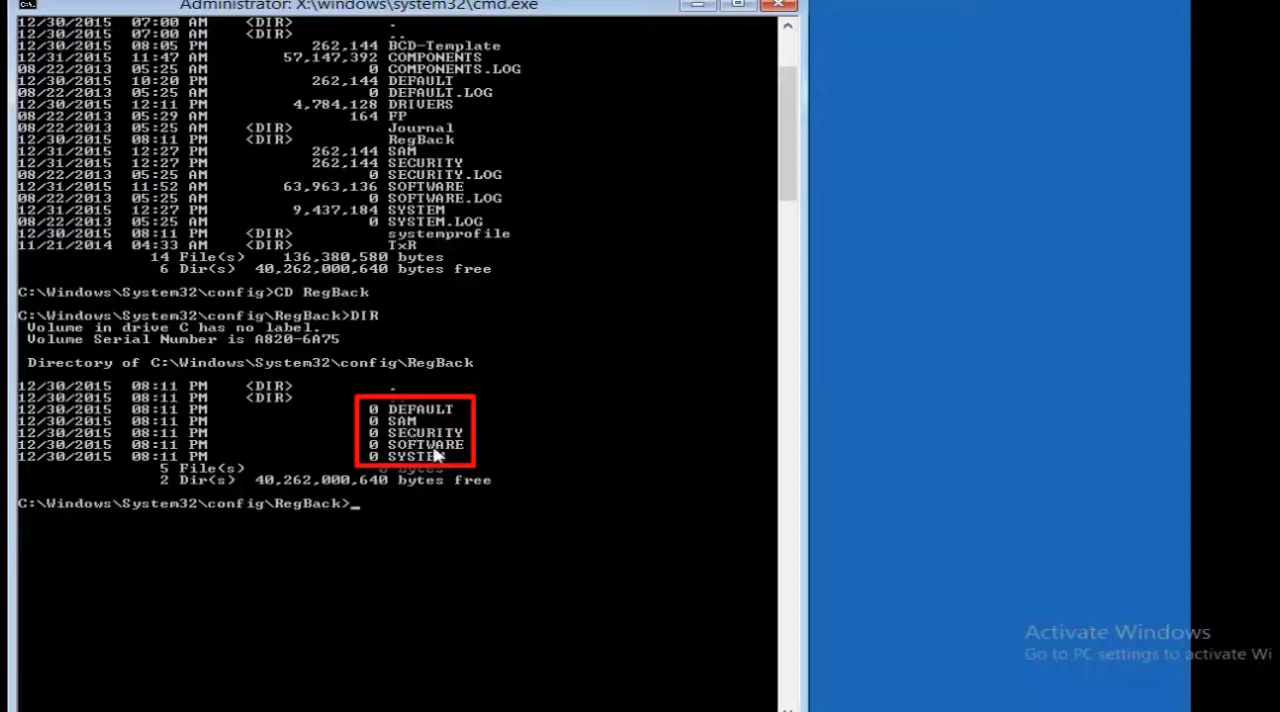 Administrator: X:\windows\system32\cmd.exe
12/30/2015  07:00 AM    <DIR>          .
12/30/2015  07:00 AM    <DIR>          ..
12/30/2015  08:05 PM           262,144 BCD-Template
12/31/2015  11:47 AM        57,147,392 COMPONENTS
08/22/2013  05:25 AM                 0 COMPONENTS.LOG
12/30/2015  10:20 PM           262,144 DEFAULT
08/22/2013  05:25 AM                 0 DEFAULT.LOG
12/30/2015  12:11 PM         4,784,128 DRIVERS
08/22/2013  05:29 AM               164 FP
08/22/2013  05:25 AM    <DIR>          Journal
12/30/2015  08:11 PM    <DIR>          RegBack
12/31/2015  12:27 PM           262,144 SAM
12/31/2015  12:27 PM           262,144 SECURITY
08/22/2013  05:25 AM                 0 SECURITY.LOG
12/31/2015  11:52 AM        63,963,136 SOFTWARE
08/22/2013  05:25 AM                 0 SOFTWARE.LOG
12/31/2015  12:27 PM         9,437,184 SYSTEM
08/22/2013  05:25 AM                 0 SYSTEM.LOG
12/30/2015  08:11 PM    <DIR>          systemprofile
11/21/2014  04:33 AM    <DIR>          TxR
14 File(s)    136,380,580 bytes
6 Dir(s)  40,262,000,640 bytes free
C:\Windows\System32\config>CD RegBack
C:\Windows\System32\config\RegBack>DIR
Volume in drive C has no label.
Volume Serial Number is A820-6A75
Directory of C:\Windows\System32\config\RegBack
12/30/2015  08:11 PM    <DIR>          .
12/30/2015  08:11 PM    <DIR>          ..
12/30/2015  08:11 PM                 0 DEFAULT
12/30/2015  08:11 PM                 0 SAM
12/30/2015  08:11 PM                 0 SECURITY
12/30/2015  08:11 PM                 0 SOFTWARE
12/30/2015  08:11 PM                 0 SYSTEM
5 File(s)              0 bytes
2 Dir(s)  40,262,000,640 bytes free
C:\Windows\System32\config\RegBack>_
Activate Windows
Go to PC settings to activate Wi